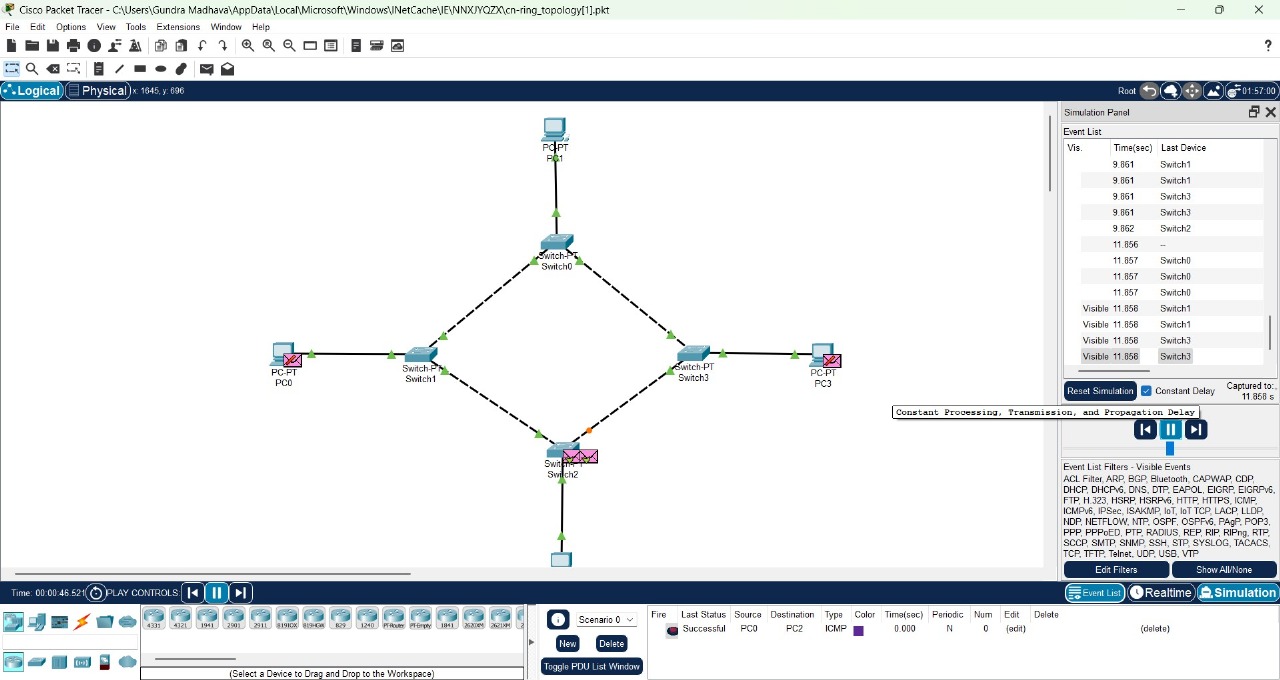 Cisco Packet Tracer - C:\Users\Gundra Madhava\AppData\Local\Microsoft\Windows\INetCache\IE\NNXJYQZX\cn-ring_topology[1].pkt
File Edit Options View Tools Extensions Window Help
?
Logical Physical x: 1645, y: 696 Root 01:57:00
PC-PT
PC1
Switch-PT
Switch0
PC-PT
PC0
Switch-PT
Switch1
Switch-PT
Switch3
PC-PT
PC3
Switch-PT
Switch2
Simulation Panel
Event List
Vis. Time(sec) Last Device
9.861 Switch1
9.861 Switch1
9.861 Switch3
9.861 Switch3
9.862 Switch2
11.856 --
11.857 Switch0
11.857 Switch0
11.857 Switch0
Visible 11.858 Switch1
Visible 11.858 Switch1
Visible 11.858 Switch3
Visible 11.858 Switch3
Reset Simulation Constant Delay Captured to:
11.858 s
Constant Processing, Transmission, and Propagation Delay
Event List Filters - Visible Events
ACL Filter, ARP, BGP, Bluetooth, CAPWAP, CDP,
DHCP, DHCPv6, DNS, DTP, EAPOL, EIGRP, EIGRPv6,
FTP, H.323, HSRP, HSRPv6, HTTP, HTTPS, ICMP,
ICMPv6, IPSec, ISAKMP, IoT, IoT TCP, LACP, LLDP,
NDP, NETFLOW, NTP, OSPF, OSPFv6, PAgP, POP3,
PPP, PPPoED, PTP, RADIUS, REP, RIP, RIPng, RTP,
SCCP, SMTP, SNMP, SSH, STP, SYSLOG, TACACS,
TCP, TFTP, Telnet, UDP, USB, VTP
Edit Filters Show All/None
Time: 00:00:46.521 PLAY CONTROLS: Event List Realtime Simulation
4331 4321 1941 2901 2911 819IOX 819HGW 829 1240 PT-Router PT-Empty 1841 2620XM 2621XM
(Select a Device to Drag and Drop to the Workspace)
Scenario 0
New Delete
Toggle PDU List Window
Fire Last Status Source Destination Type Color Time(sec) Periodic Num Edit Delete
Successful PC0 PC2 ICMP 0.000 N 0 (edit) (delete)